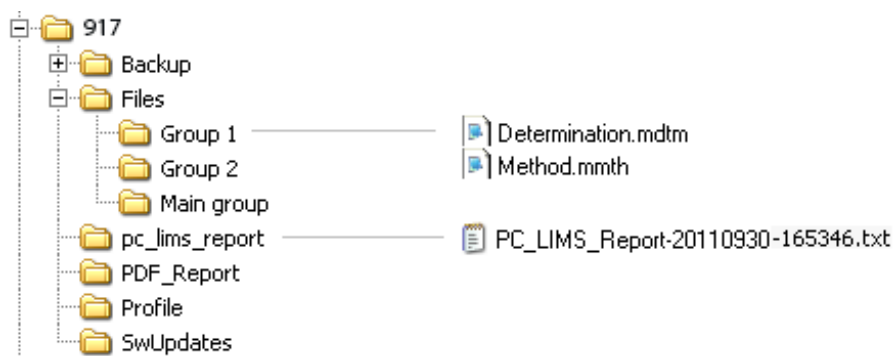 917
Backup
Files
Group 1 Determination.mdtm
Group 2 Method.mmth
Main group
pc_lims_report PC_LIMS_Report-20110930-165346.txt
PDF_Report
Profile
SwUpdates